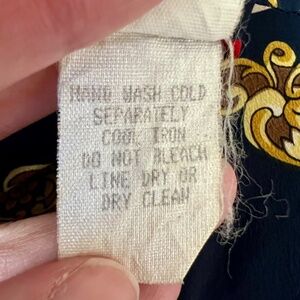 HAND WASH COLD
SEPARATELY
COOL IRON
DO NOT BLEACH
LINE DRY OR
DRY CLEAN